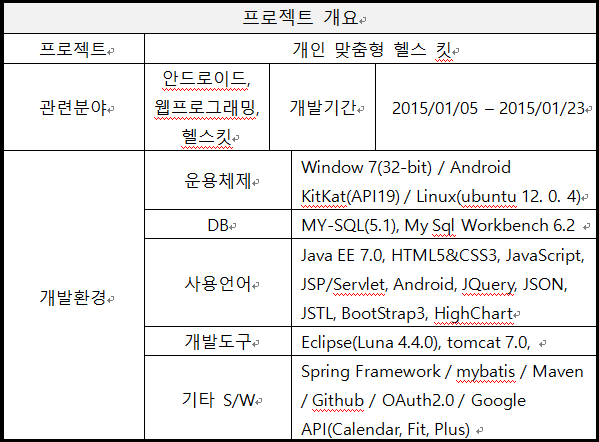 프로젝트 개요
프로젝트
개인 맞춤형 헬스 킷
관련분야
안드로이드,
웹프로그래밍,
헬스킷
개발기간
2015/01/05 – 2015/01/23
개발환경
운용체제
Window 7(32-bit) / Android
KitKat(API19) / Linux(ubuntu 12. 0. 4)
DB
MY-SQL(5.1), My Sql Workbench 6.2
사용언어
Java EE 7.0, HTML5&CSS3, JavaScript,
JSP/Servlet, Android, JQuery, JSON,
JSTL, BootStrap3, HighChart
개발도구
Eclipse(Luna 4.4.0), tomcat 7.0,
기타 S/W
Spring Framework / mybatis / Maven
/ Github / OAuth2.0 / Google
API(Calendar, Fit, Plus)